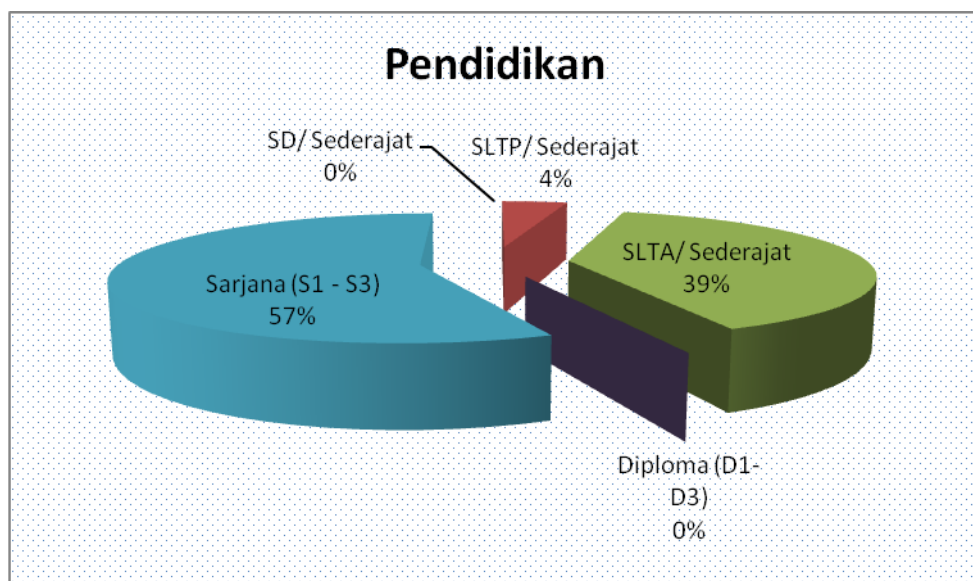 Pendidikan
SD/ Sederajat
0%
SLTP/ Sederajat
4%
SLTA/ Sederajat
39%
Sarjana (S1 - S3)
57%
Diploma (D1-
D3)
0%